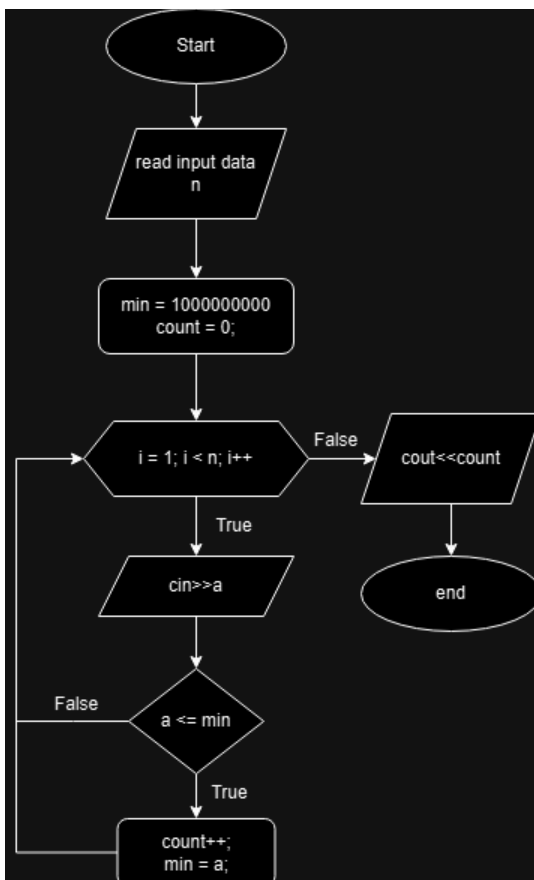 Start
read input data
n
min = 1000000000
count = 0;
i = 1; i < n; i++
False
cout<<count
True
cin>>a
end
False
a <= min
True
count++;
min = a;